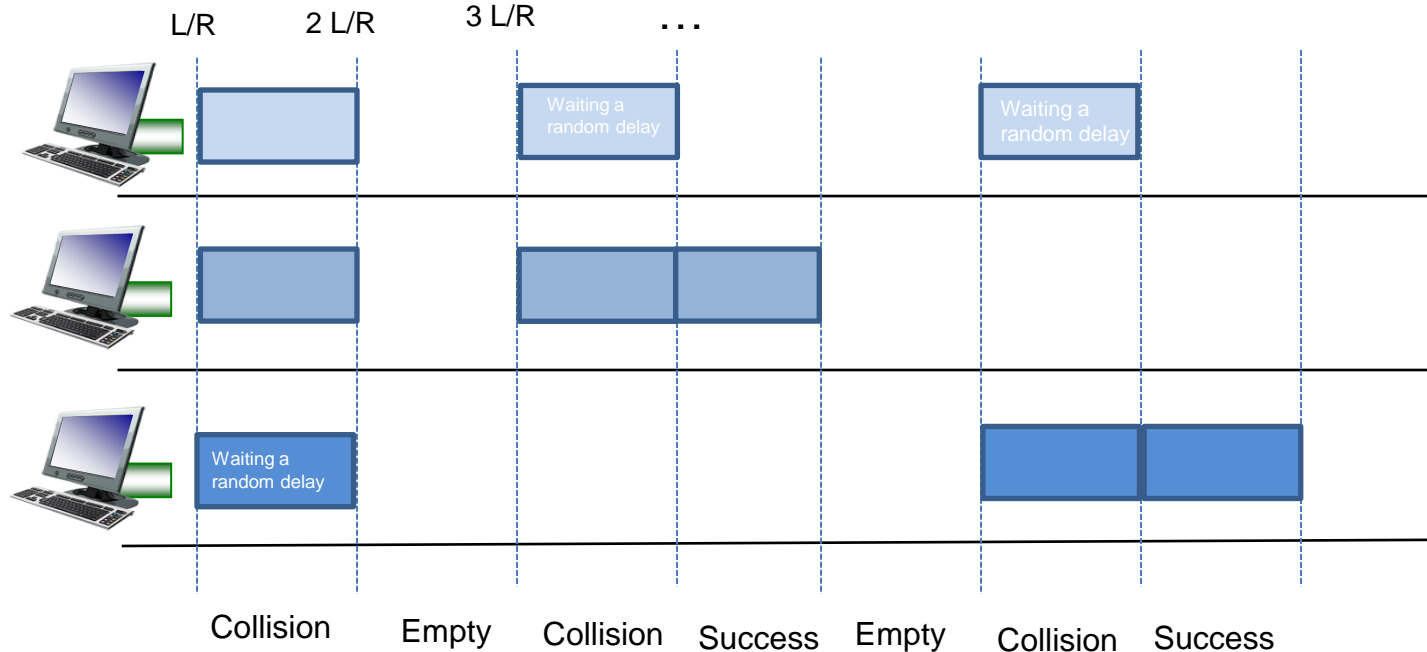 L/R 2 L/R 3 L/R ...
Waiting a
random delay
Waiting a
random delay
Waiting a
random delay
Collision Empty Collision Success Empty Collision Success